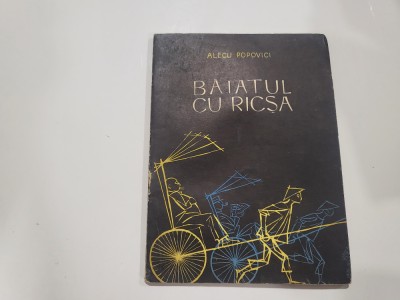 ALECU POPOVICI
BĂIATUL
CU RICȘA